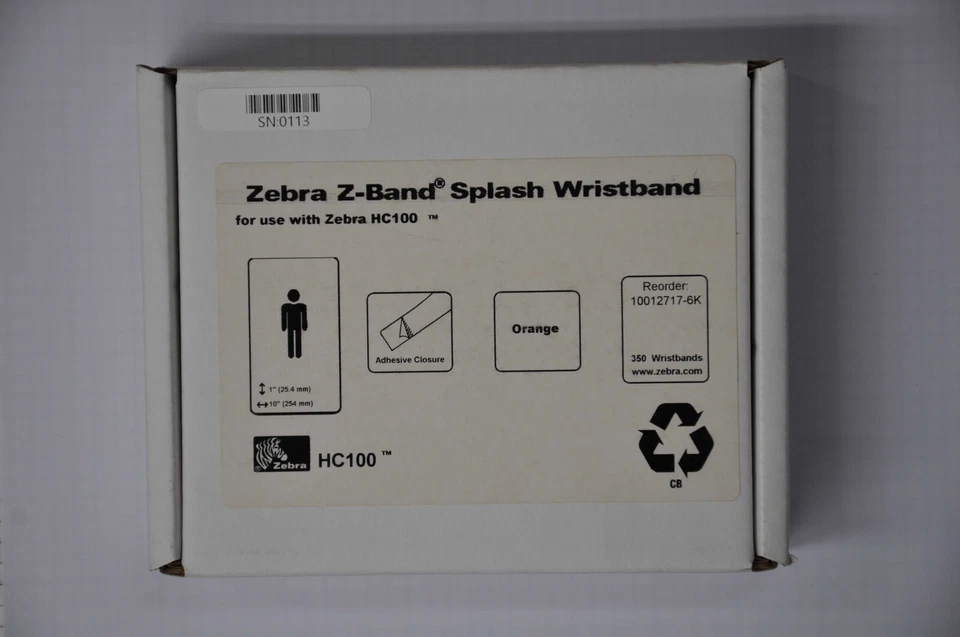 SN:0113
Zebra Z-Band® Splash Wristband
for use with Zebra HC100 ™
1" (25.4 mm)
10" (254 mm)
Adhesive Closure
Orange
Reorder:
10012717-6K
350 Wristbands
www.zebra.com
Zebra
HC100 ™
CB